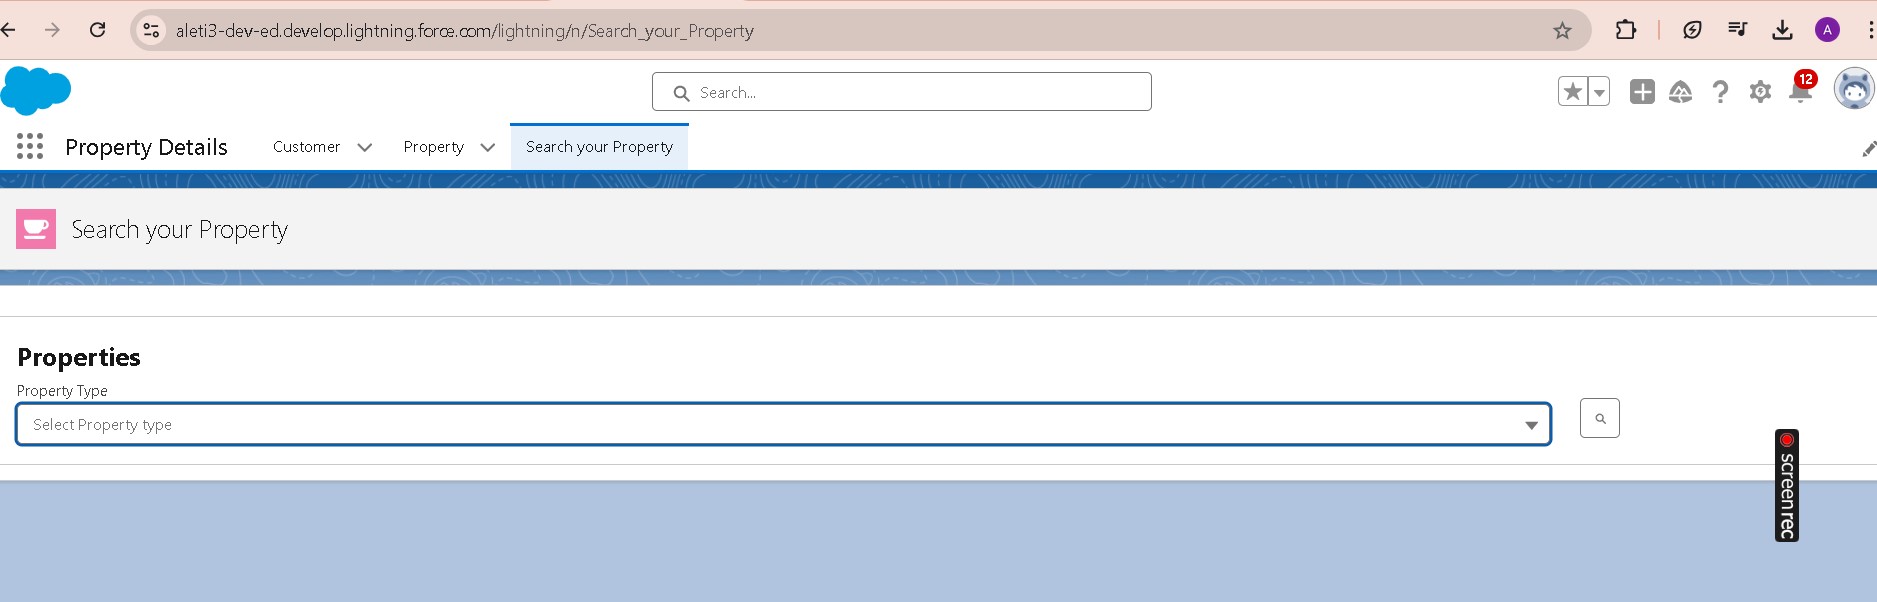 aleti3-dev-ed.develop.lightning.force.com/lightning/n/Search_your_Property
A
Search...
12
Property Details
Customer
Property
Search your Property
Search your Property
Properties
Property Type
Select Property type
screenrec